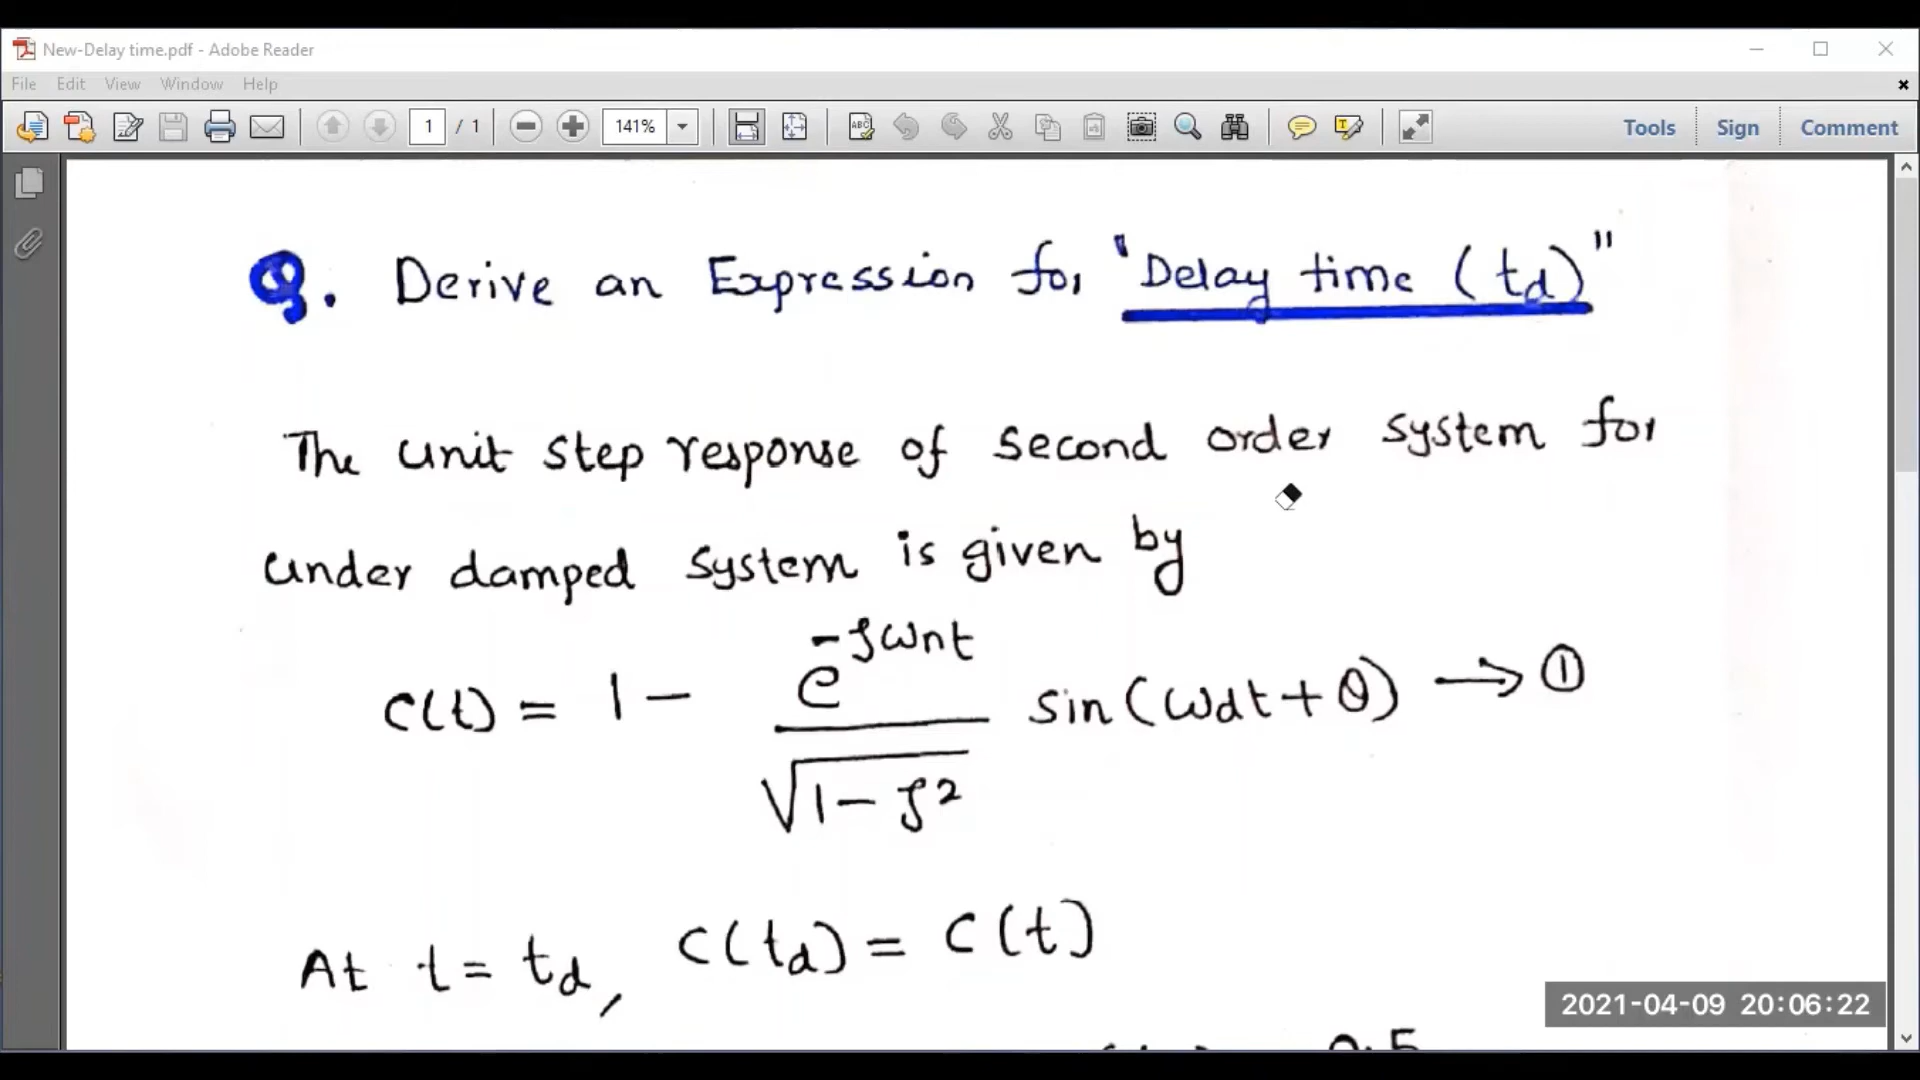 New-Delay time.pdf - Adobe Reader
File Edit View Window Help
1 / 1 141% Tools Sign Comment
Q. Derive an Expression for "Delay time (td)"
The unit step response of second order system for
under damped system is given by
c(t) = 1 - e^-ζωnt / √1-ζ² sin(ωdt+θ) → ①
At t = td, c(td) = c(t)
0.5
2021-04-09 20:06:22